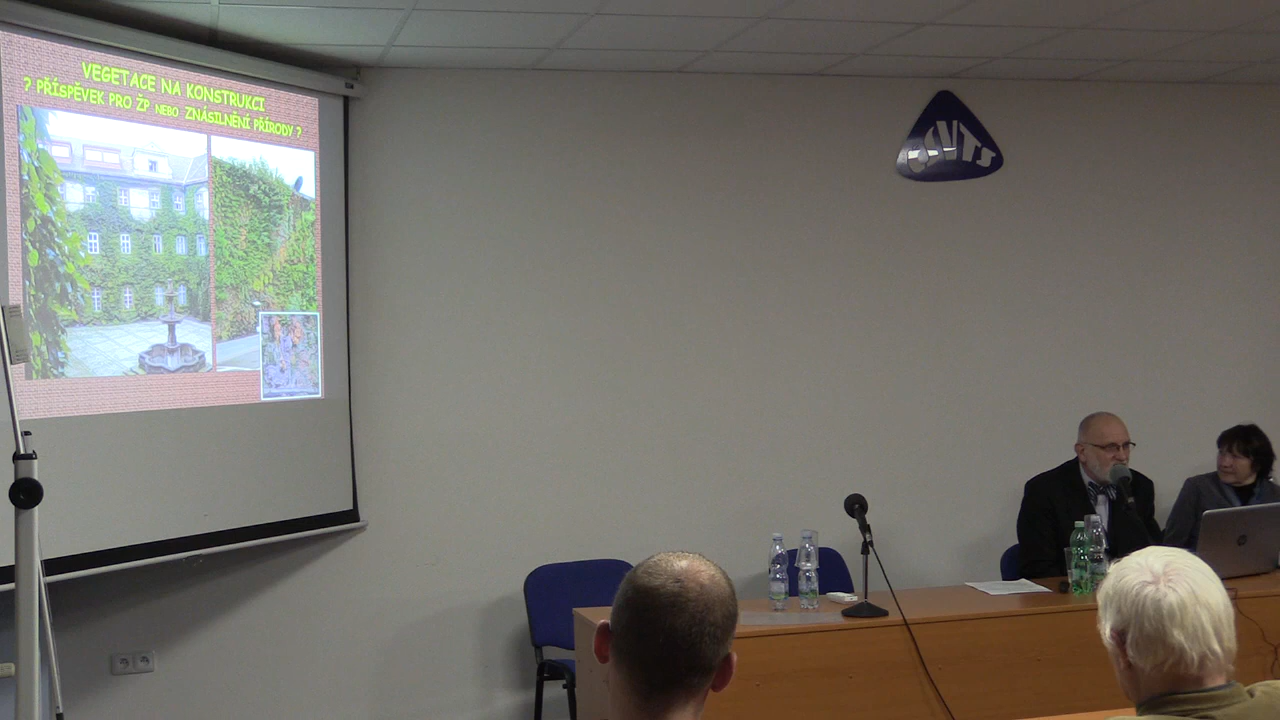 VEGETACE NA KONSTRUKCI
? PŘÍSPĚVEK PRO ŽP NEBO ZNÁSILNĚNÍ PŘÍRODY ?
ČSVTS